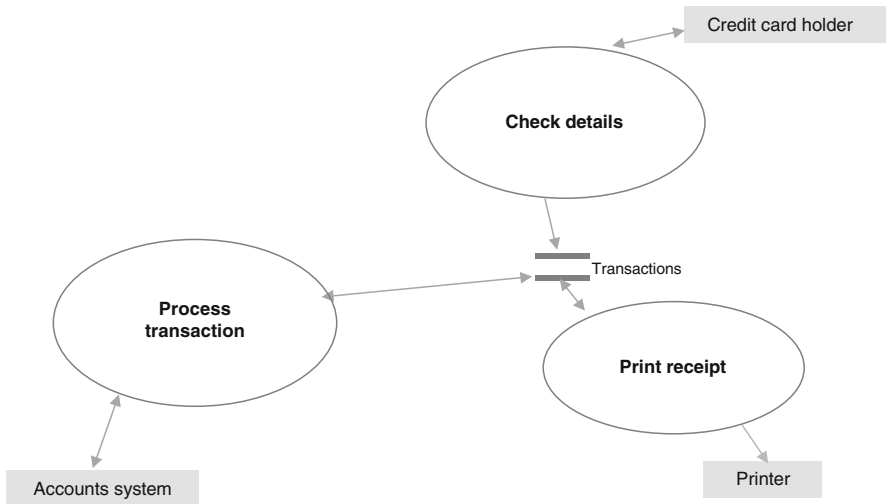 Credit card holder
Check details
Transactions
Process
transaction
Print receipt
Accounts system
Printer